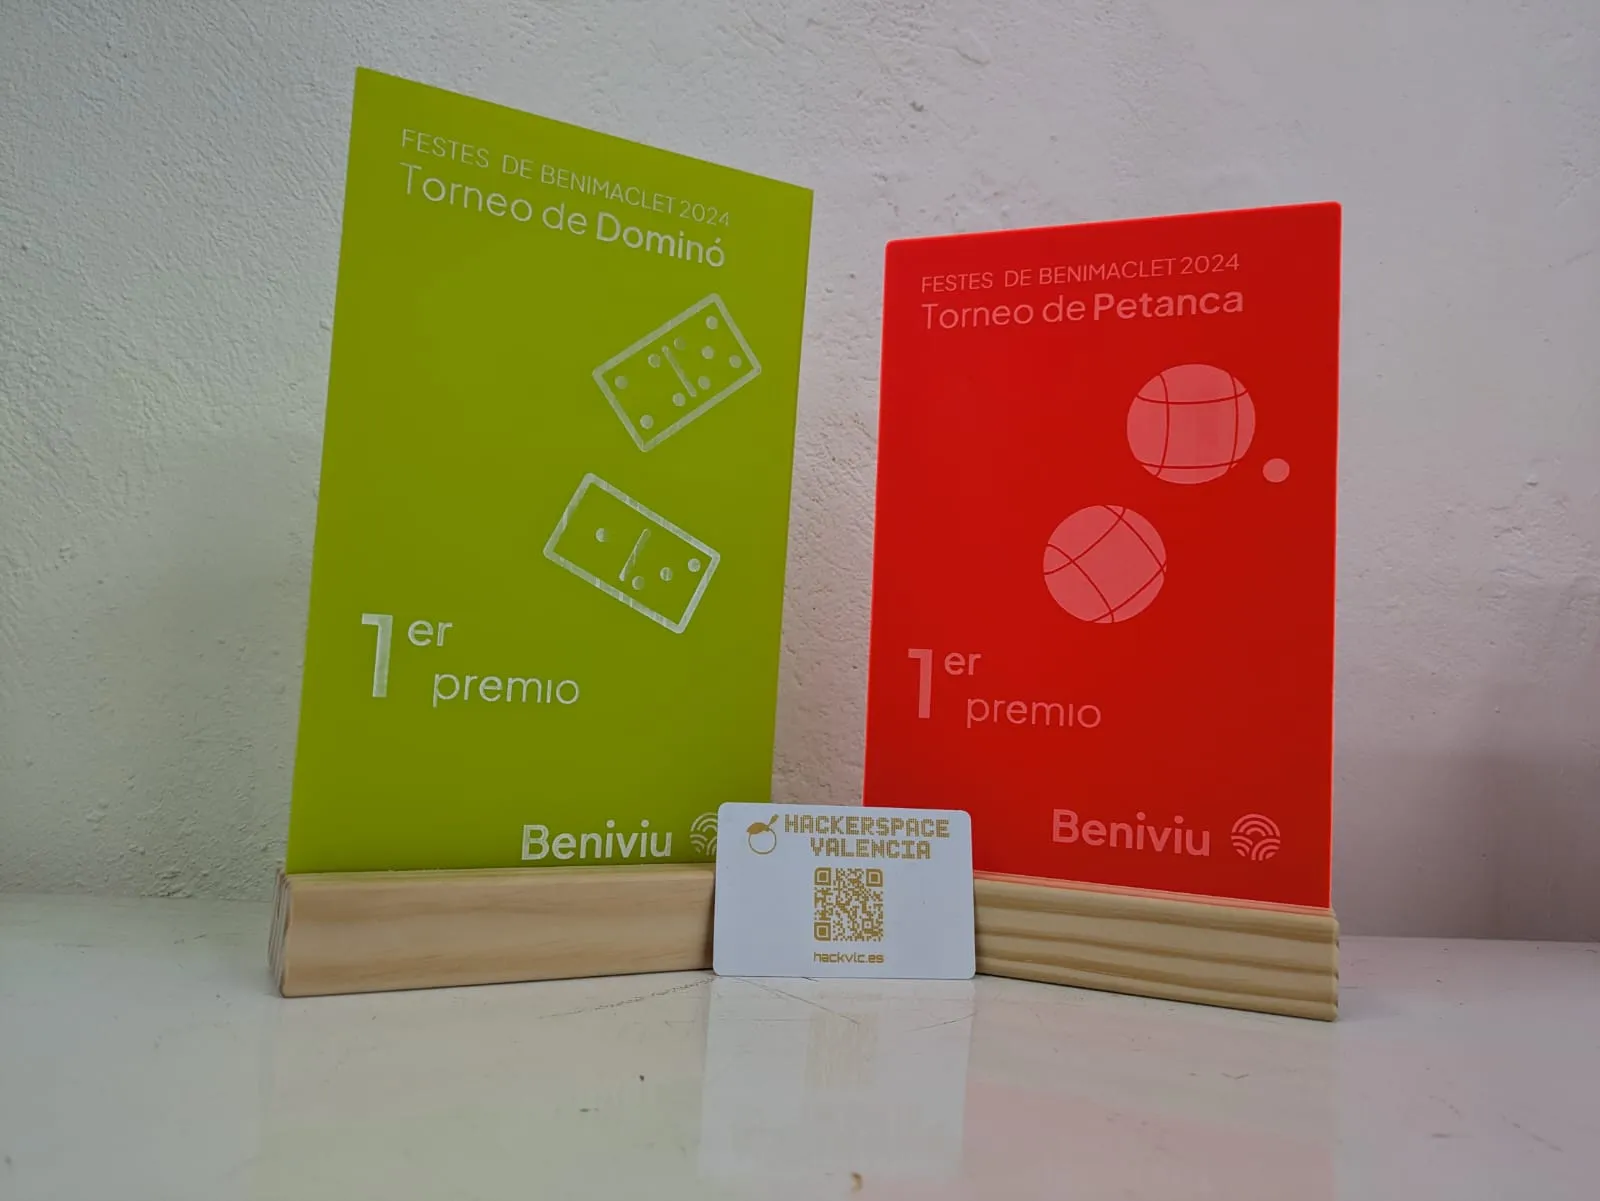 FESTES DE BENIMACLET 2024
Torneo de Dominó
1er
premio
Beniviu
FESTES DE BENIMACLET 2024
Torneo de Petanca
1er
premio
Beniviu
HACKERSPACE
VALENCIA
hackvlc.es